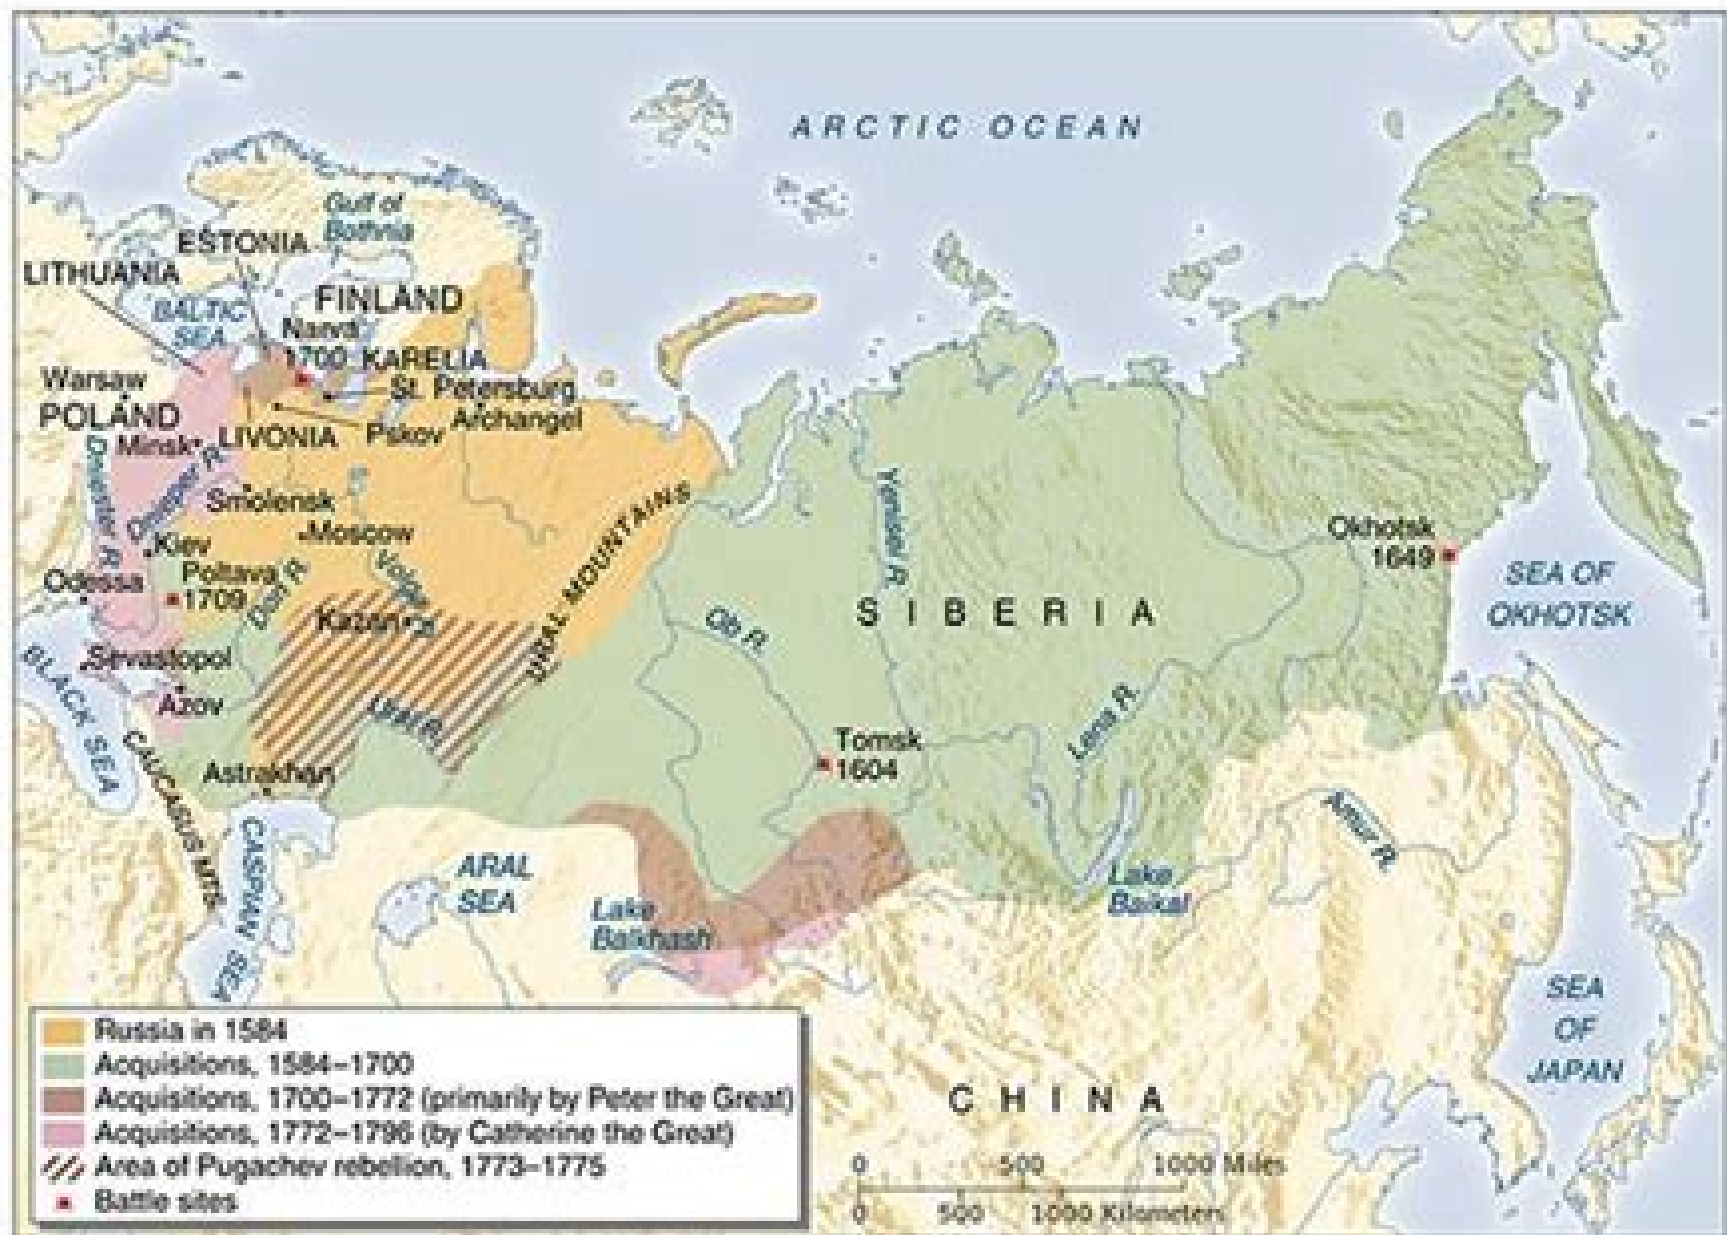 ARCTIC OCEAN
Gulf of
Bothnia
ESTONIA
LITHUANIA
BALTIC
SEA
FINLAND
Narva
1700
KARELIA
Warsaw
St. Petersburg
POLAND
Archangel
Minsk
LIVONIA
Pskov
Dniester R.
Dnieper R.
Smolensk
Moscow
Kiev
Volga R.
URAL MOUNTAINS
Yenisei R.
Okhotsk
1649
SEA OF
OKHOTSK
Odessa
Poltava
1709
Don R.
Kazan
Ob R.
SIBERIA
BLACK SEA
Sevastopol
Azov
Ural R.
Lena R.
Tomsk
1604
CAUCASUS MTS.
Astrakhan
Amur R.
CASPIAN SEA
ARAL
SEA
Lake
Balkhash
Lake
Baikal
SEA
OF
JAPAN
CHINA
Russia in 1584
Acquisitions, 1584–1700
Acquisitions, 1700–1772 (primarily by Peter the Great)
Acquisitions, 1772–1796 (by Catherine the Great)
Area of Pugachev rebellion, 1773–1775
Battle sites
0 500 1000 Miles
0 500 1000 Kilometers